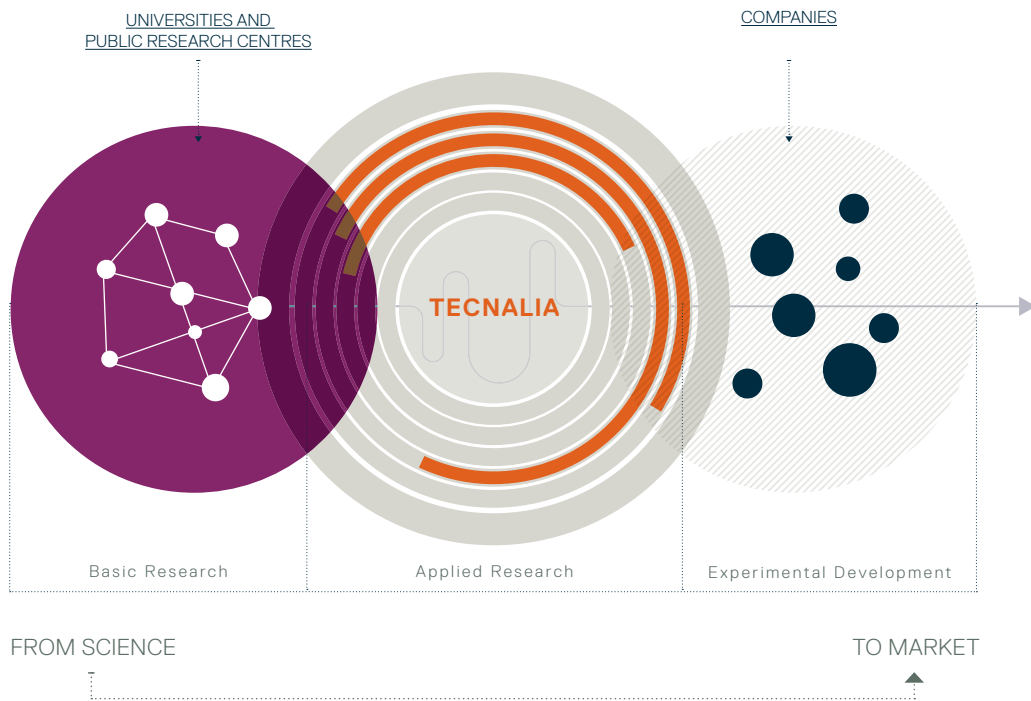 UNIVERSITIES AND
PUBLIC RESEARCH CENTRES
COMPANIES
TECNALIA
Basic Research
Applied Research
Experimental Development
FROM SCIENCE
TO MARKET